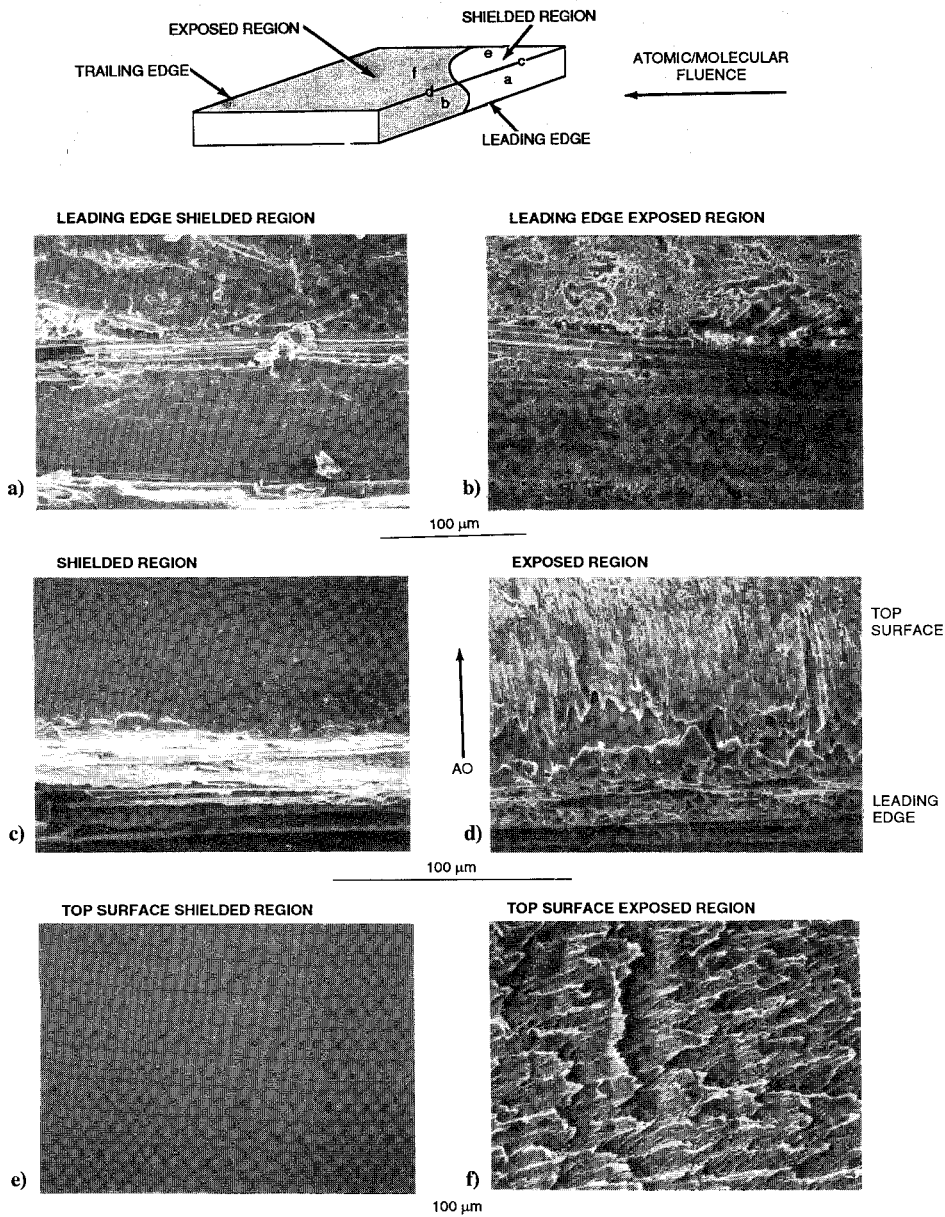 SHIELDED REGION
EXPOSED REGION
TRAILING EDGE
ATOMIC/MOLECULAR
FLUENCE
e
c
f
a
d
b
LEADING EDGE
LEADING EDGE SHIELDED REGION
LEADING EDGE EXPOSED REGION
a)
b)
100 μm
SHIELDED REGION
EXPOSED REGION
TOP
SURFACE
AO
LEADING
EDGE
c)
d)
100 μm
TOP SURFACE SHIELDED REGION
TOP SURFACE EXPOSED REGION
e)
f)
100 μm